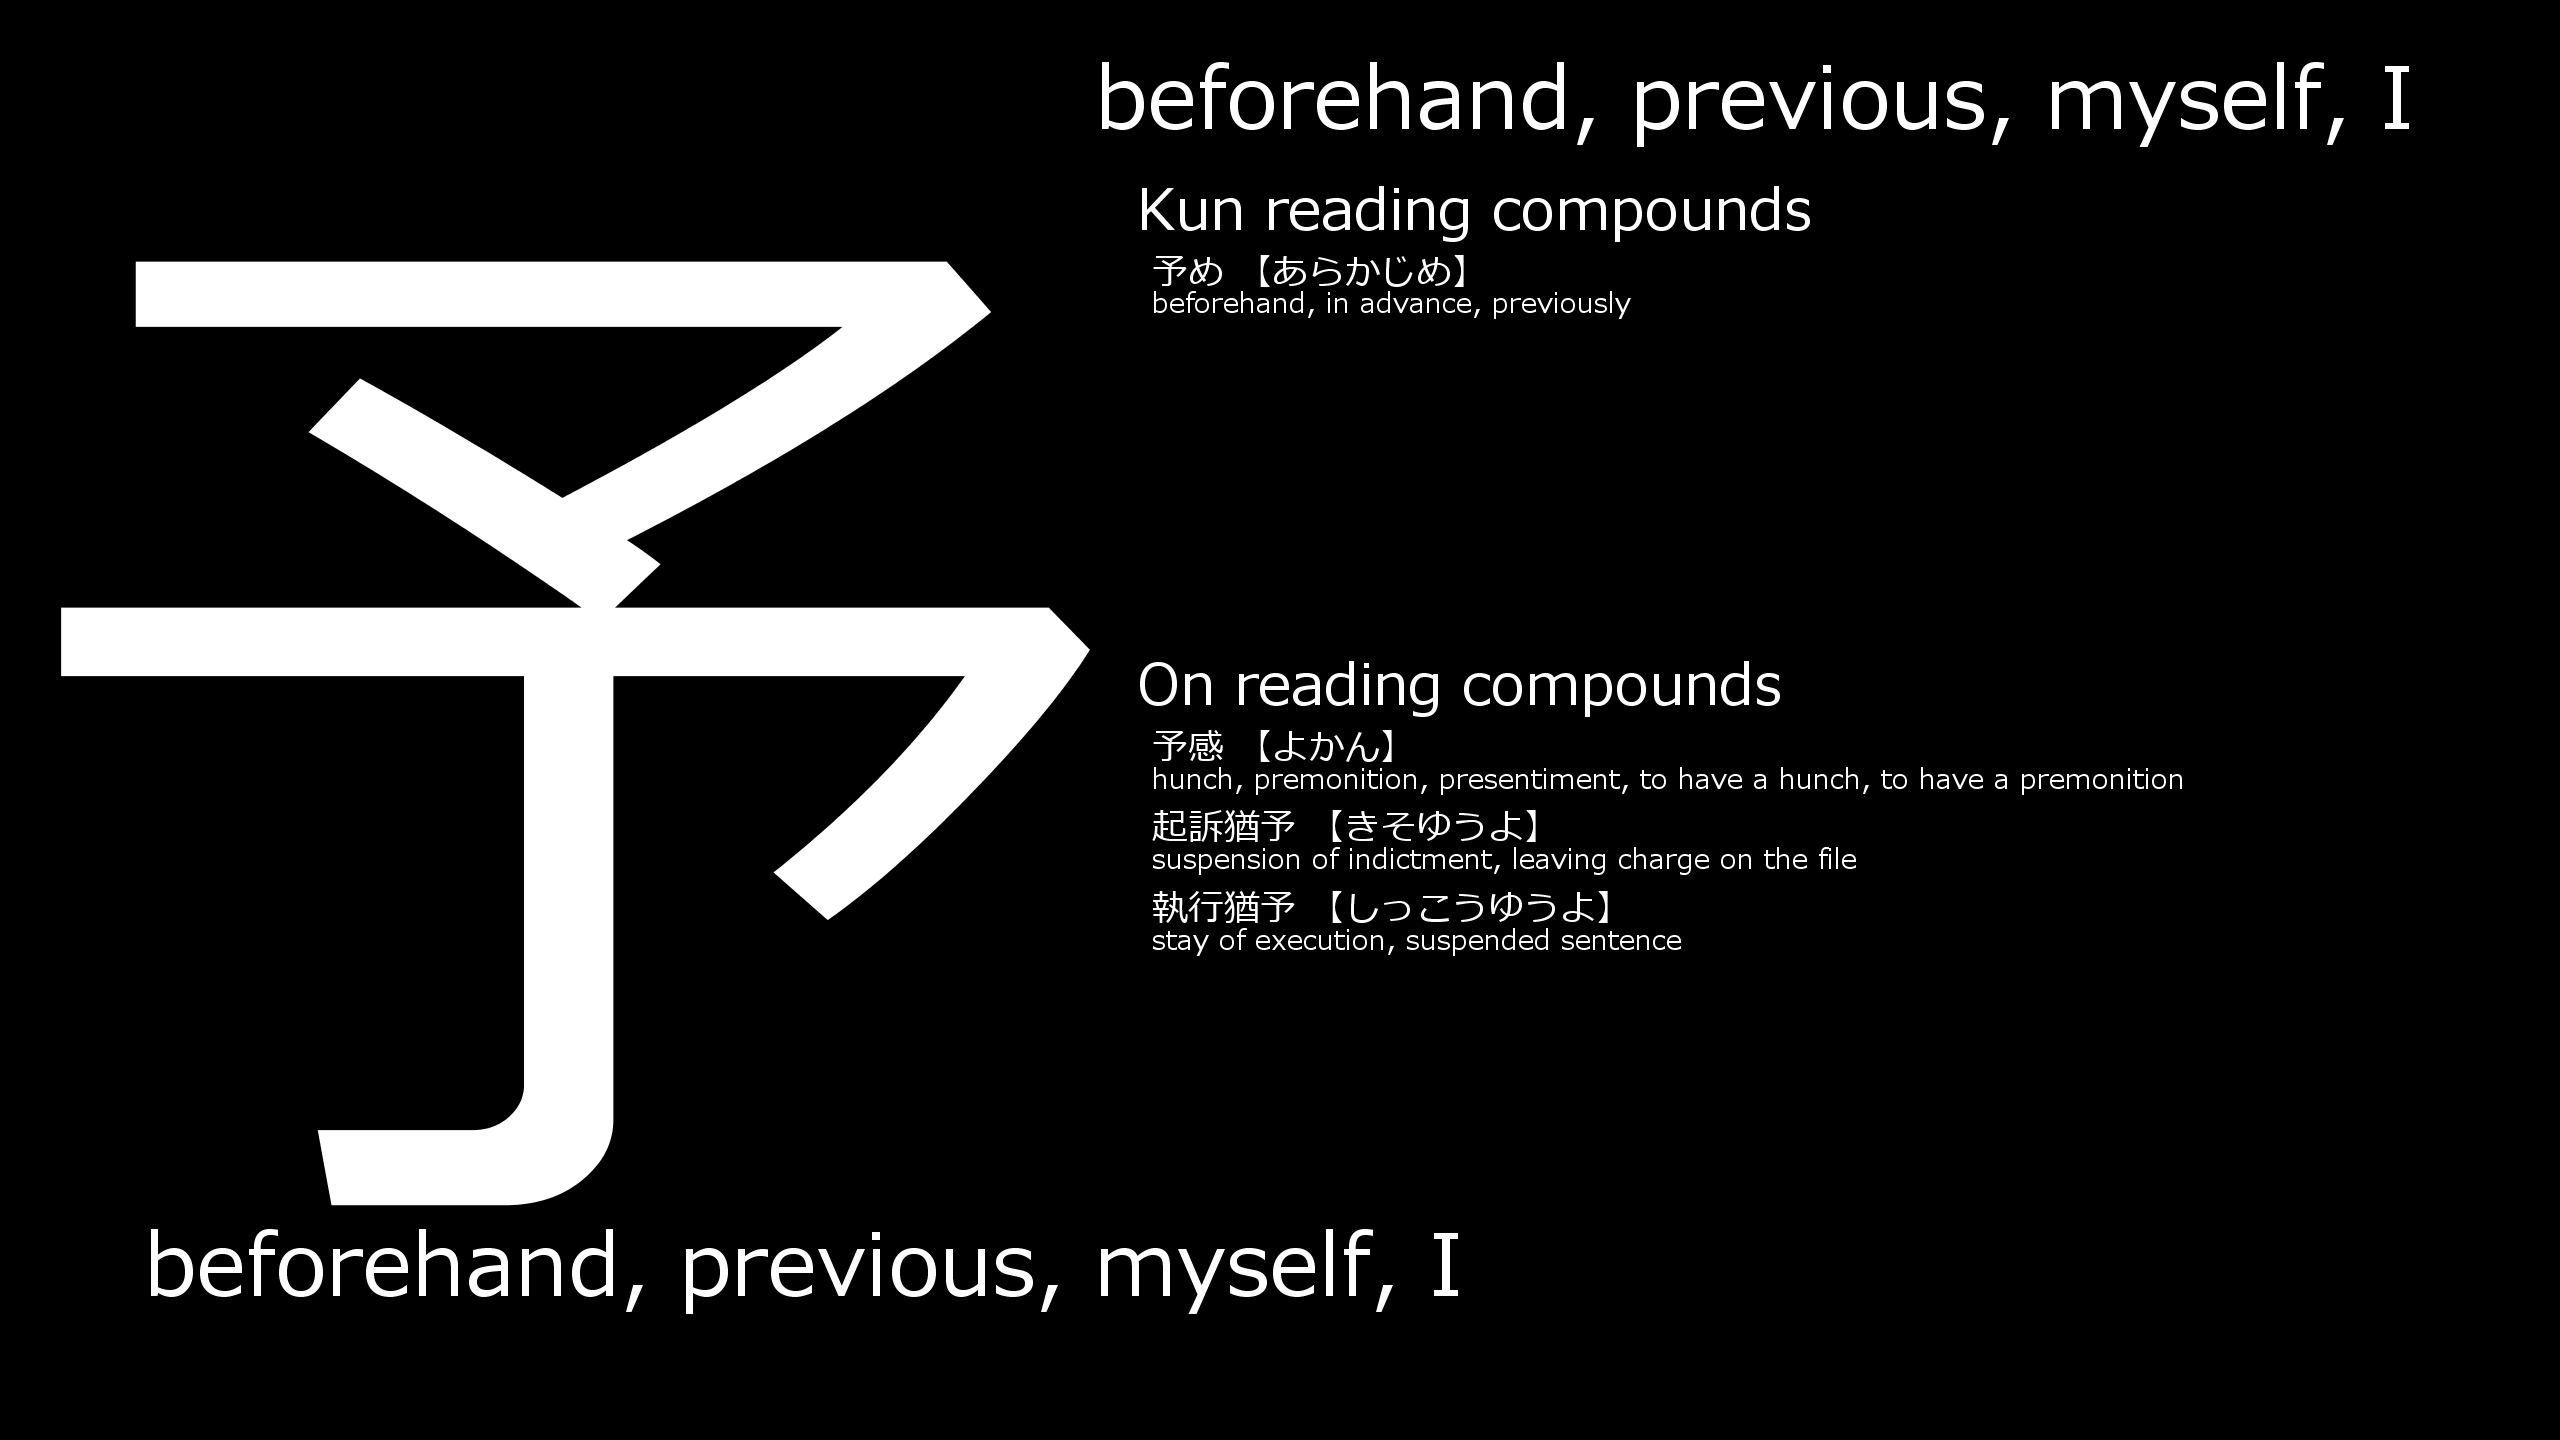 予
beforehand, previous, myself, I
Kun reading compounds
予め 【あらかじめ】
beforehand, in advance, previously
On reading compounds
予感 【よかん】
hunch, premonition, presentiment, to have a hunch, to have a premonition
起訴猶予 【きそゆうよ】
suspension of indictment, leaving charge on the file
執行猶予 【しっこうゆうよ】
stay of execution, suspended sentence
beforehand, previous, myself, I